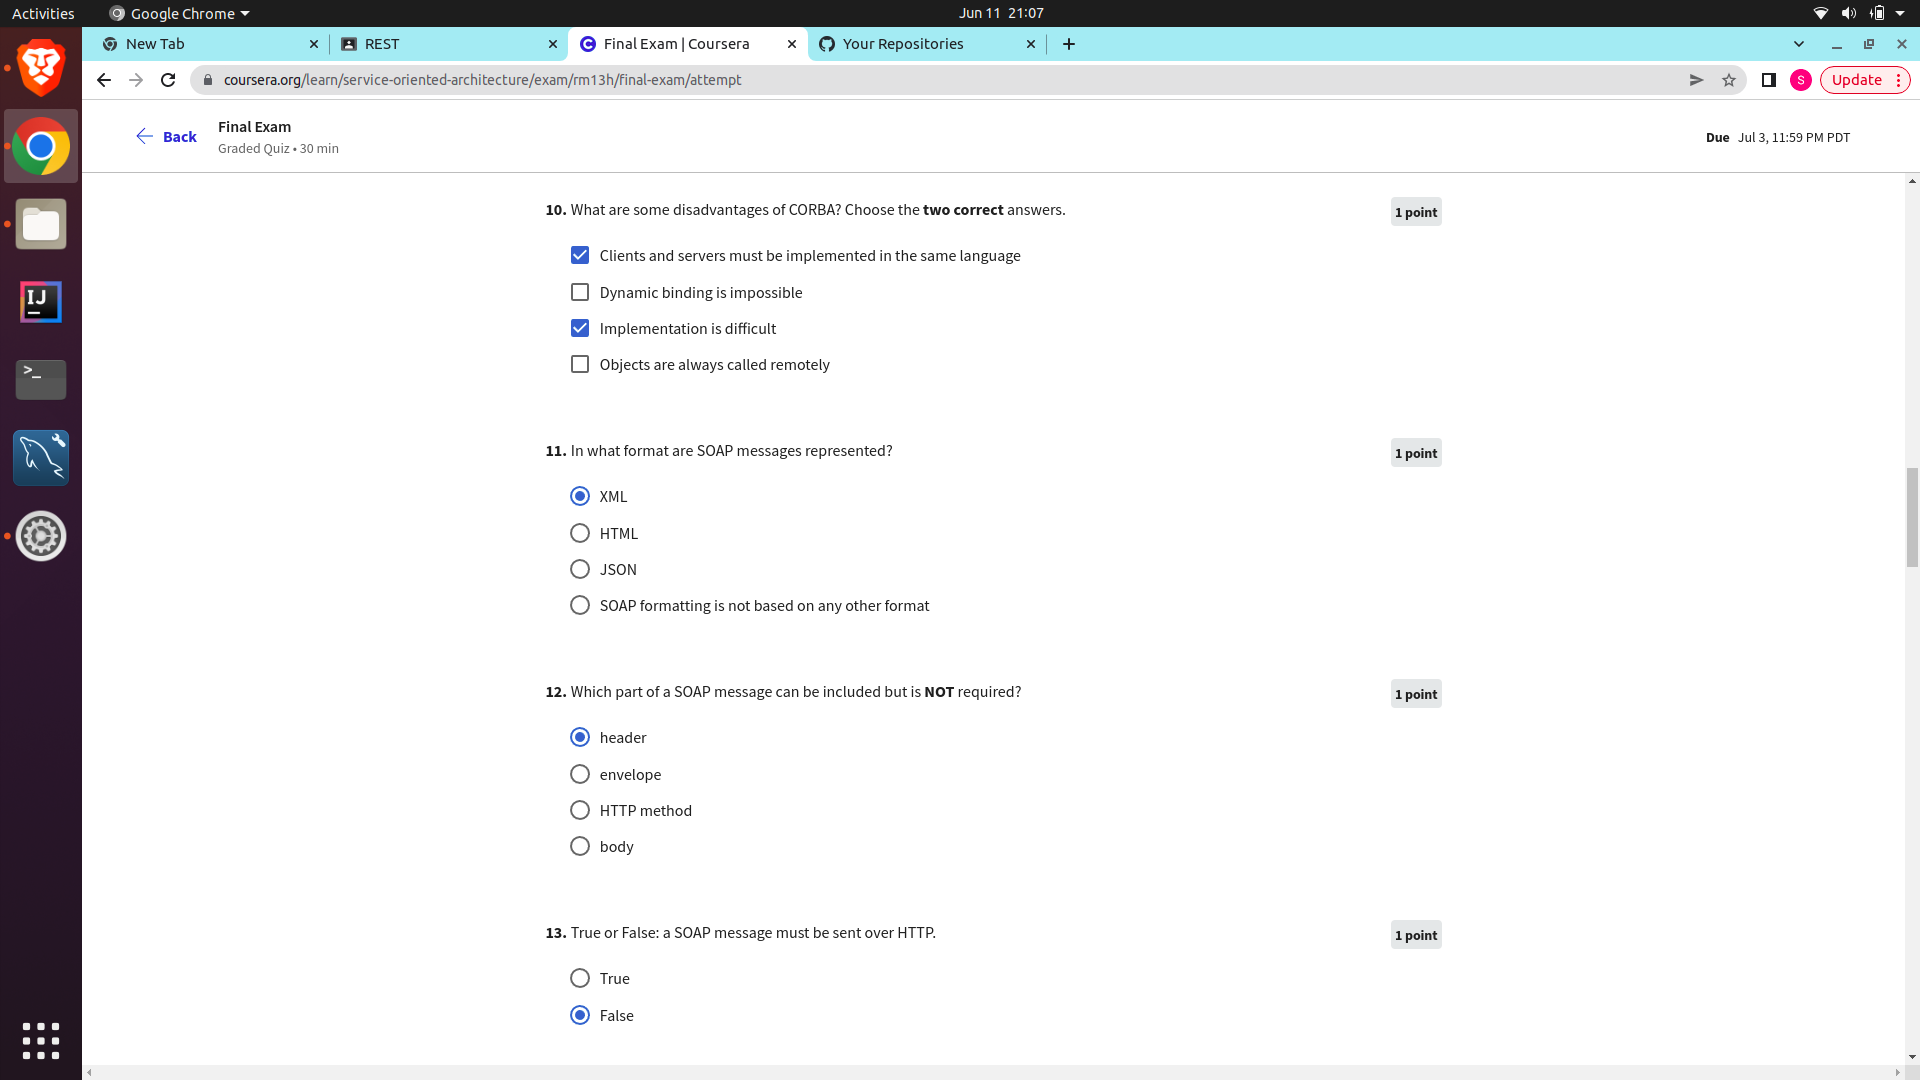 Activities
Google Chrome
Jun 11 21:07
New Tab
REST
Final Exam | Coursera
Your Repositories
coursera.org/learn/service-oriented-architecture/exam/rm13h/final-exam/attempt
S
Update
Back
Final Exam
Graded Quiz • 30 min
Due Jul 3, 11:59 PM PDT
10. What are some disadvantages of CORBA? Choose the two correct answers.
1 point
Clients and servers must be implemented in the same language
Dynamic binding is impossible
Implementation is difficult
Objects are always called remotely
11. In what format are SOAP messages represented?
1 point
XML
HTML
JSON
SOAP formatting is not based on any other format
12. Which part of a SOAP message can be included but is NOT required?
1 point
header
envelope
HTTP method
body
13. True or False: a SOAP message must be sent over HTTP.
1 point
True
False
IJ
>_